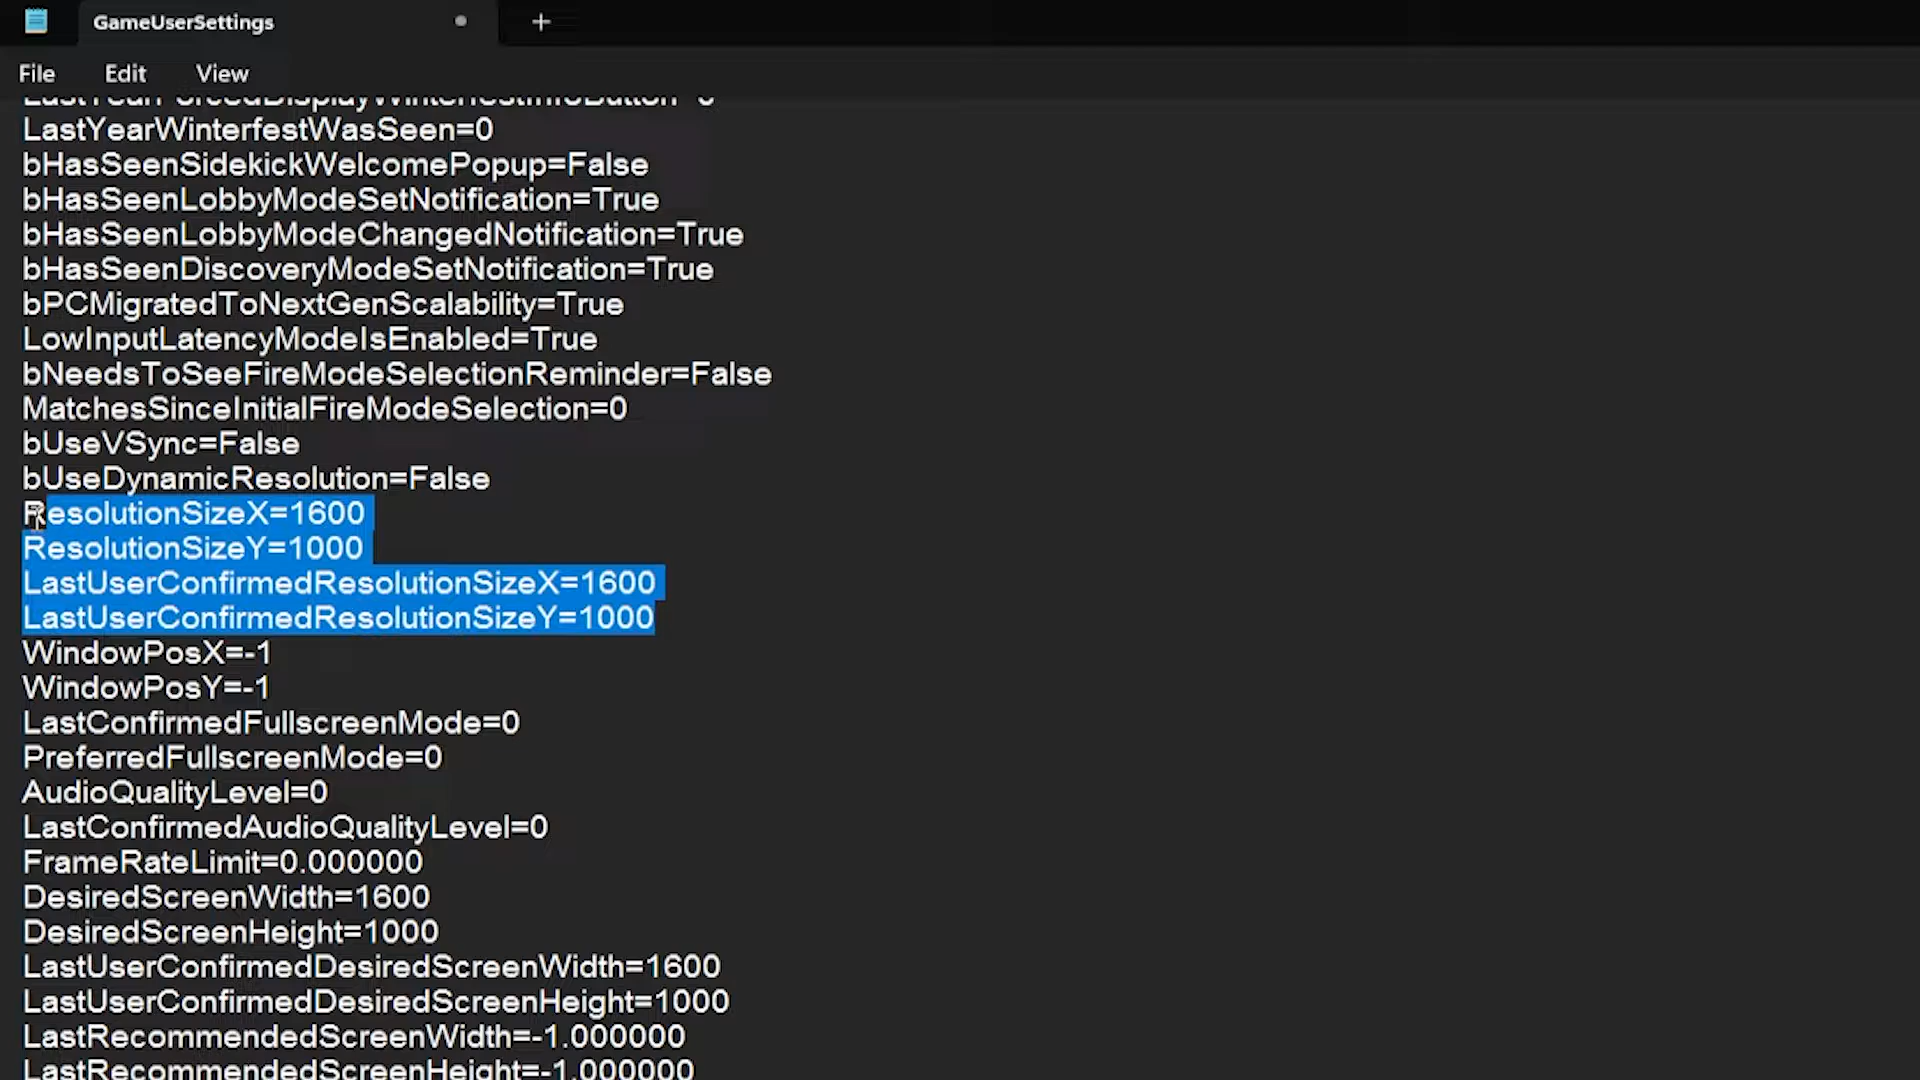 GameUserSettings
File Edit View
LastYearWinterfestWasSeen=0
bHasSeenSidekickWelcomePopup=False
bHasSeenLobbyModeSetNotification=True
bHasSeenLobbyModeChangedNotification=True
bHasSeenDiscoveryModeSetNotification=True
bPCMigratedToNextGenScalability=True
LowInputLatencyModeIsEnabled=True
bNeedsToSeeFireModeSelectionReminder=False
MatchesSinceInitialFireModeSelection=0
bUseVSync=False
bUseDynamicResolution=False
ResolutionSizeX=1600
ResolutionSizeY=1000
LastUserConfirmedResolutionSizeX=1600
LastUserConfirmedResolutionSizeY=1000
WindowPosX=-1
WindowPosY=-1
LastConfirmedFullscreenMode=0
PreferredFullscreenMode=0
AudioQualityLevel=0
LastConfirmedAudioQualityLevel=0
FrameRateLimit=0.000000
DesiredScreenWidth=1600
DesiredScreenHeight=1000
LastUserConfirmedDesiredScreenWidth=1600
LastUserConfirmedDesiredScreenHeight=1000
LastRecommendedScreenWidth=-1.000000
LastRecommendedScreenHeight=-1.000000